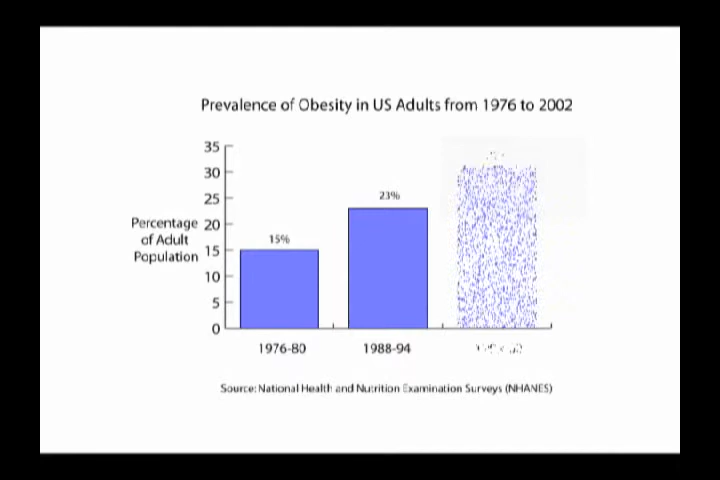 Prevalence of Obesity in US Adults from 1976 to 2002
35
30
25
20
15
10
5
0
Percentage
of Adult
Population
15%
23%
1976-80
1988-94
Source: National Health and Nutrition Examination Surveys (NHANES)